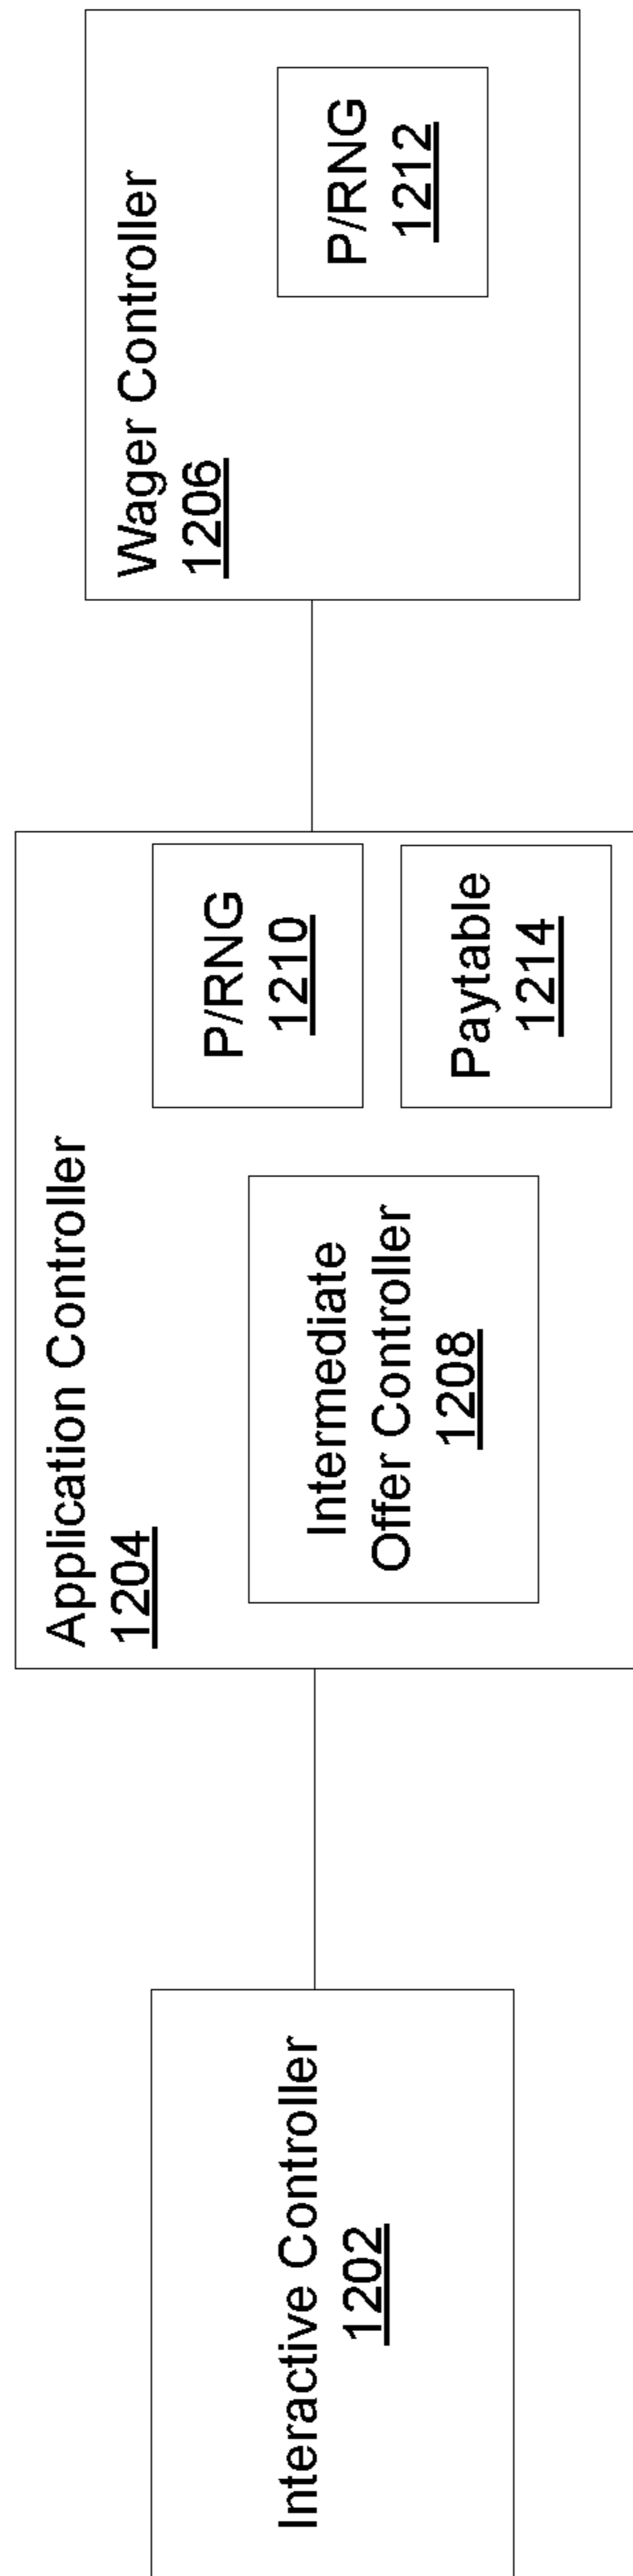 Interactive Controller
1202
Application Controller
1204
Intermediate
Offer Controller
1208
P/RNG
1210
Paytable
1214
Wager Controller
1206
P/RNG
1212